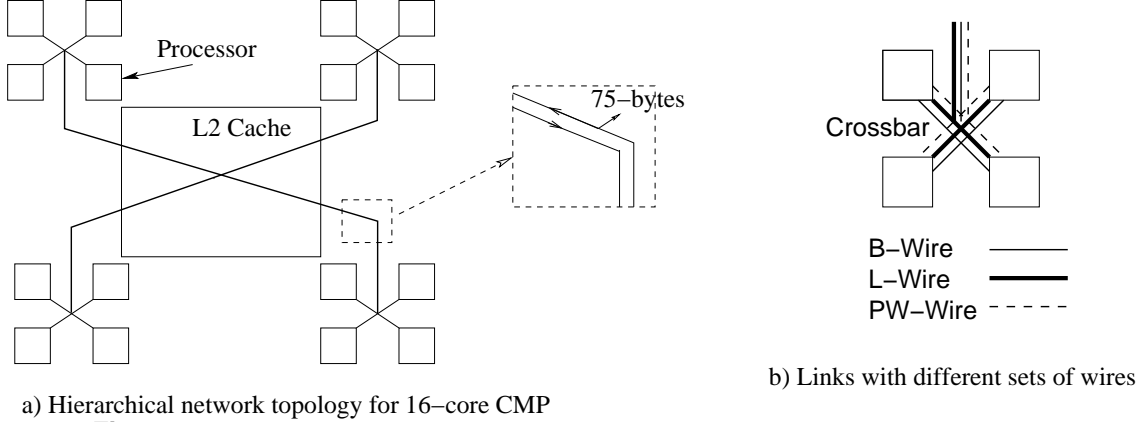 Processor
L2 Cache
75−bytes
a) Hierarchical network topology for 16−core CMP
Crossbar
B−Wire
L−Wire
PW−Wire
b) Links with different sets of wires